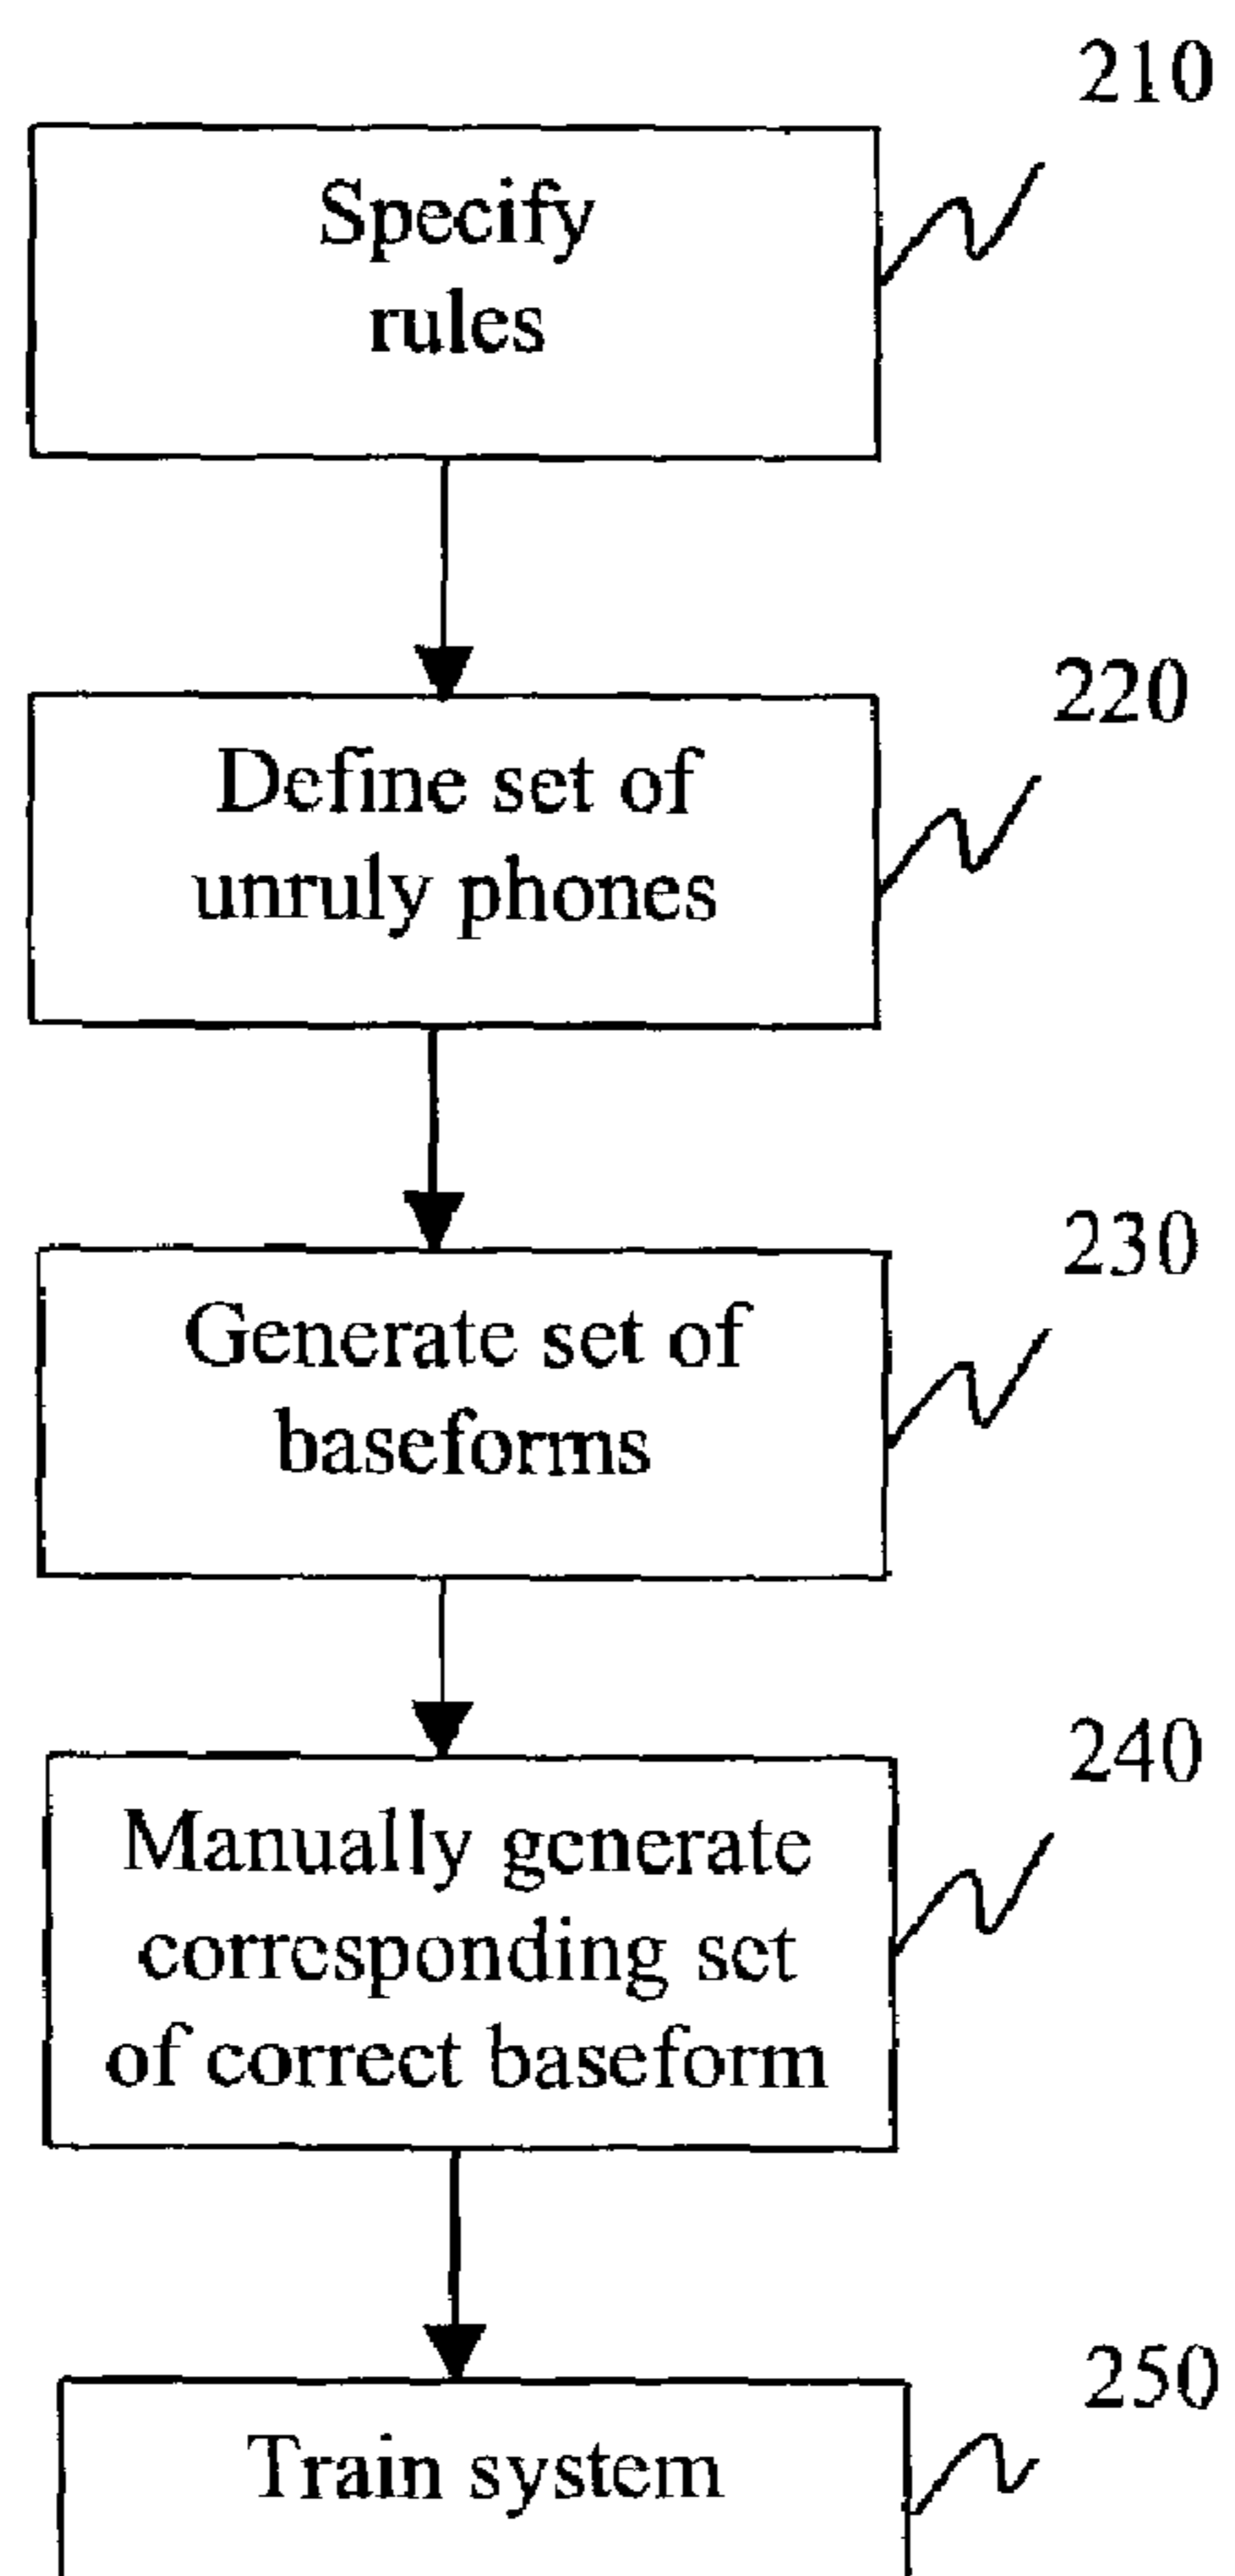 210
Specify
rules
220
Define set of
unruly phones
230
Generate set of
baseforms
240
Manually generate
corresponding set
of correct baseform
250
Train system